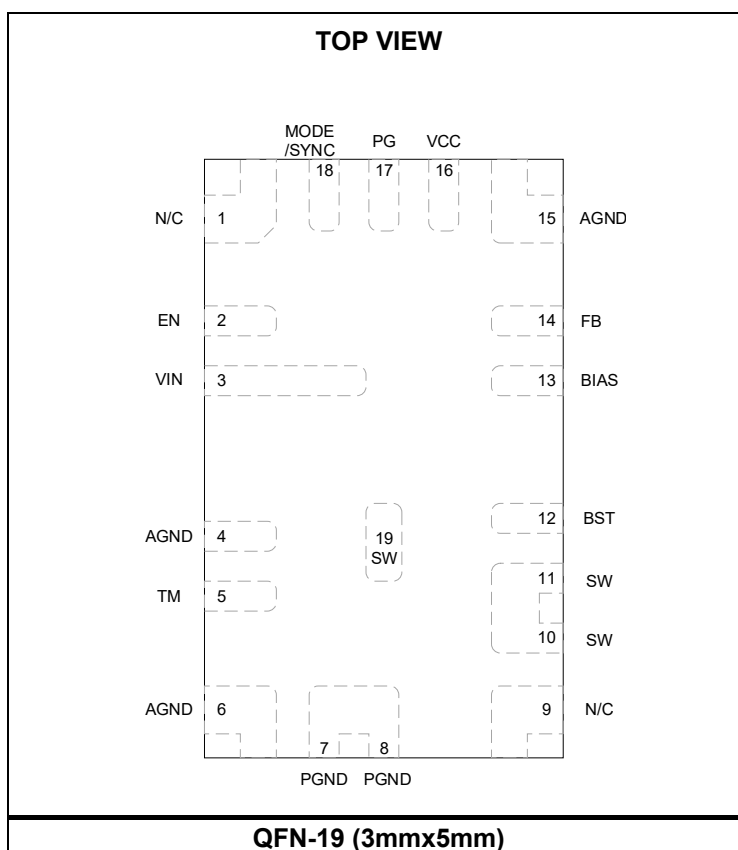 TOP VIEW
MODE
/SYNC
PG
VCC
18
17
16
N/C
1
15
AGND
EN
2
14
FB
VIN
3
13
BIAS
12
BST
AGND
4
19
SW
11
SW
TM
5
10
SW
AGND
6
9
N/C
7
8
PGND
PGND
QFN-19 (3mmx5mm)